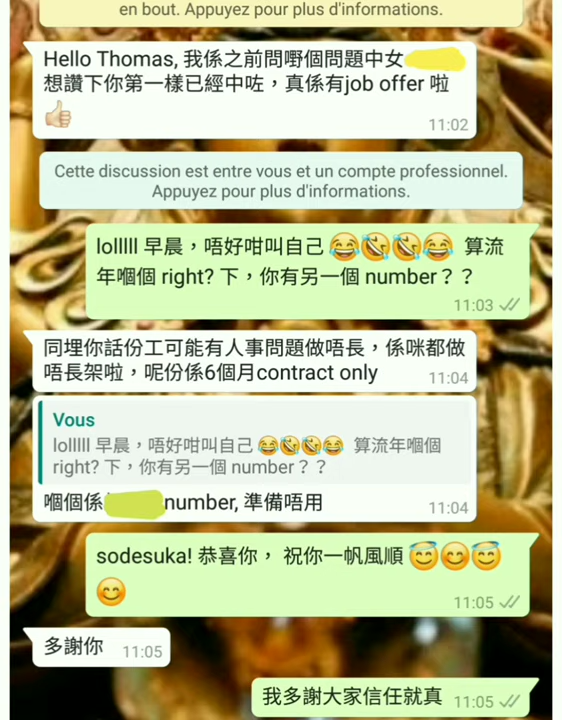 en bout. Appuyez pour plus d'informations.
Hello Thomas, 我係之前問嘢個問題中女
想讚下你第一樣已經中咗，真係有job offer 啦
👍🏻
11:02
Cette discussion est entre vous et un compte professionnel.
Appuyez pour plus d'informations.
lolllll 早晨，唔好咁叫自己 😂🤣🤣😂 算流
年嗰個 right? 下，你有另一個 number？？
11:03
同埋你話份工可能有人事問題做唔長，係咪都做
唔長架啦，呢份係6個月contract only
11:04
Vous
lolllll 早晨，唔好咁叫自己 😂🤣🤣😂 算流年嗰個
right? 下，你有另一個 number？？
嗰個係 number, 準備唔用
11:04
sodesuka! 恭喜你， 祝你一帆風順 😇😊😇
😊
11:05
多謝你 11:05
我多謝大家信任就真 11:05